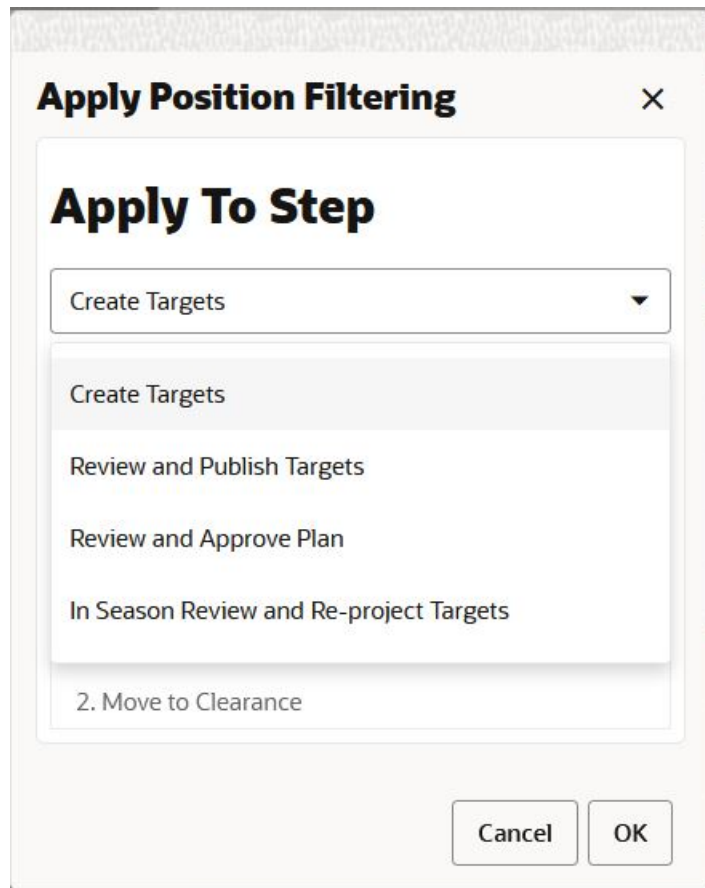 Apply Position Filtering
Apply To Step
Create Targets
Create Targets
Review and Publish Targets
Review and Approve Plan
In Season Review and Re-project Targets
2. Move to Clearance
Cancel OK